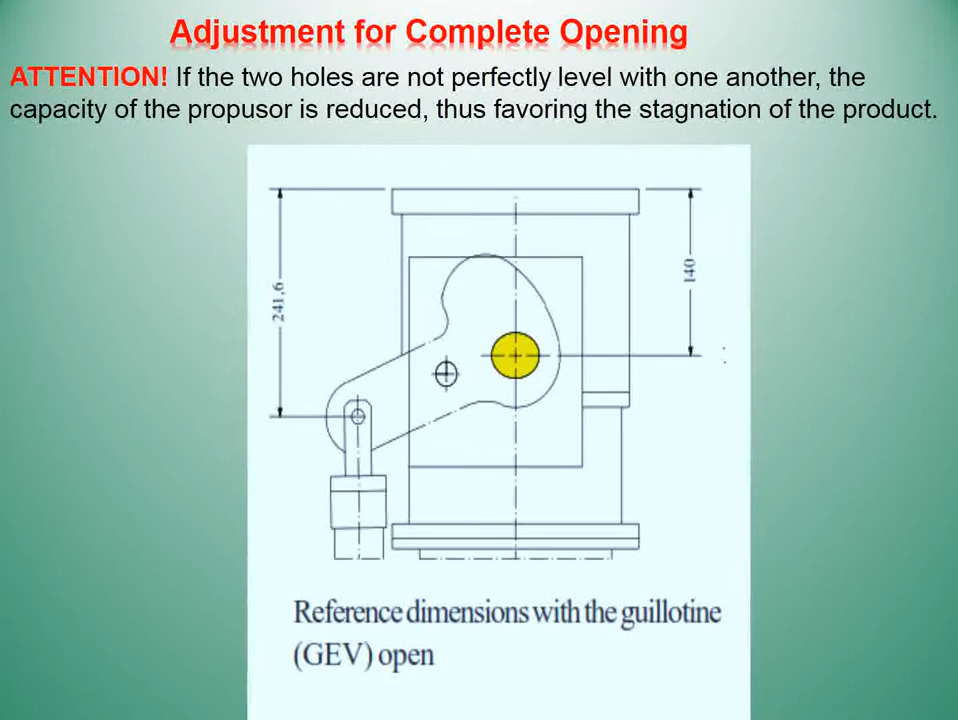 Adjustment for Complete Opening
ATTENTION! If the two holes are not perfectly level with one another, the
capacity of the propusor is reduced, thus favoring the stagnation of the product.
241,6
140
Reference dimensions with the guillotine
(GEV) open